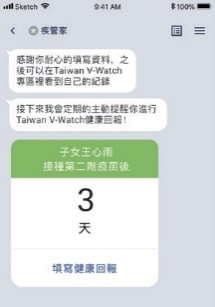 Sketch
9:41 AM
100%
疾管家
感謝你耐心的填寫資料，之
後可以在Taiwan V-Watch
專區裡看到自己的紀錄
接下來我會定期的主動提醒你進行
Taiwan V-Watch健康回報！
子女王心雨
接種第二劑疫苗後
3
天
填寫健康回報